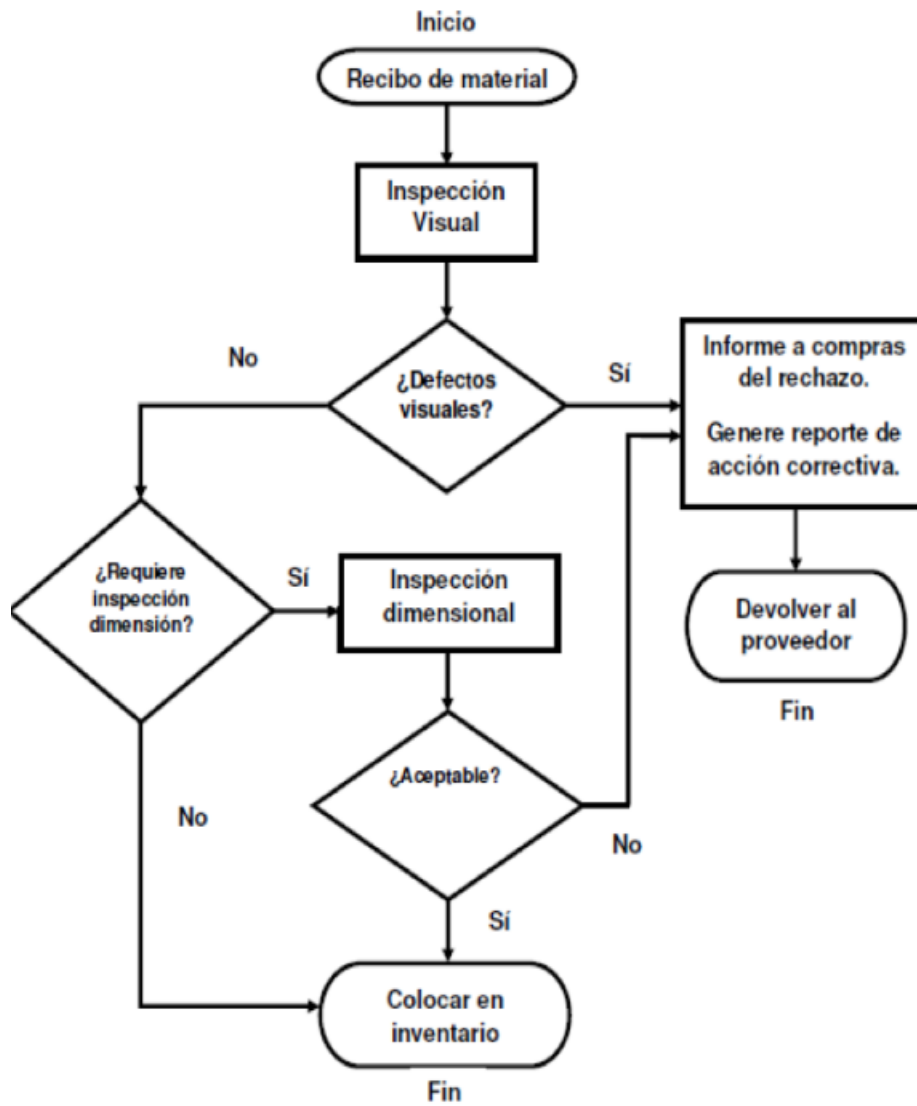 Inicio
Recibo de material
Inspección
Visual
¿Defectos
visuales?
No
Sí
Informe a compras
del rechazo.
Genere reporte de
acción correctiva.
¿Requiere
inspección
dimensión?
Sí
Inspección
dimensional
Devolver al
proveedor
Fin
¿Aceptable?
No
No
Sí
Colocar en
inventario
Fin